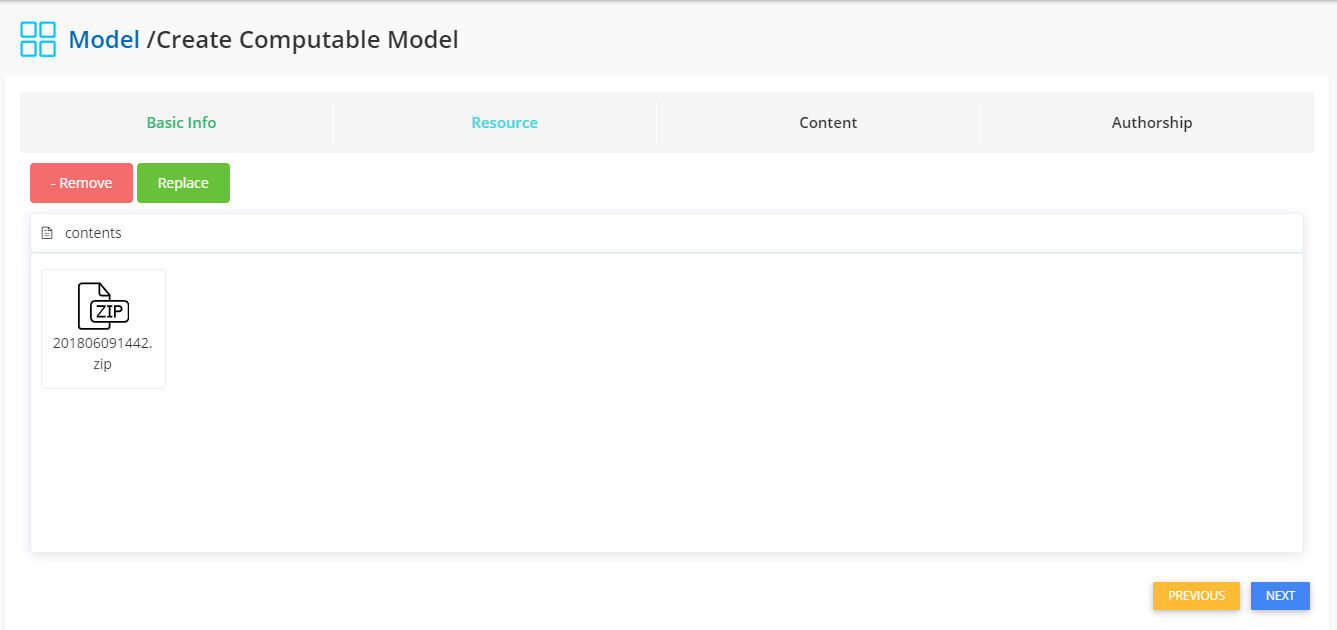 Model /Create Computable Model
Basic Info
Resource
Content
Authorship
- Remove
Replace
contents
ZIP
201806091442.
zip
PREVIOUS
NEXT